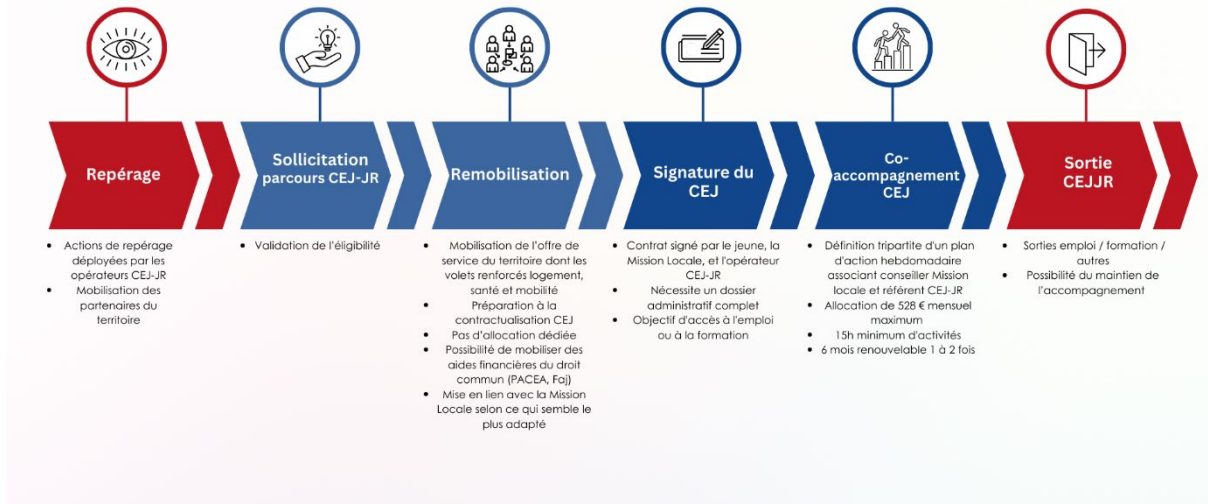 Repérage
Sollicitation
parcours CEJ-JR
Remobilisation
Signature du
CEJ
Co-
accompagnement
CEJ
Sortie
CEJJR
• Actions de repérage
déployées par les
opérateurs CEJ-JR
• Mobilisation des
partenaires du
territoire
• Validation de l'éligibilité
• Mobilisation de l'offre de
service du territoire dont les
volets renforcés logement,
santé et mobilité
• Préparation à la
contractualisation CEJ
• Pas d'allocation dédiée
• Possibilité de mobiliser des
aides financières du droit
commun (PACEA, Faj)
• Mise en lien avec la Mission
Locale selon ce qui semble le
plus adapté
• Contrat signé par le jeune, la
Mission Locale, et l'opérateur
CEJ-JR
• Nécessite un dossier
administratif complet
• Objectif d'accès à l'emploi
ou à la formation
• Définition tripartite d'un plan
d'action hebdomadaire
associant conseiller Mission
locale et référent CEJ-JR
• Allocation de 528 € mensuel
maximum
• 15h minimum d'activités
• 6 mois renouvelable 1 à 2 fois
• Sorties emploi / formation /
autres
• Possibilité du maintien de
l'accompagnement